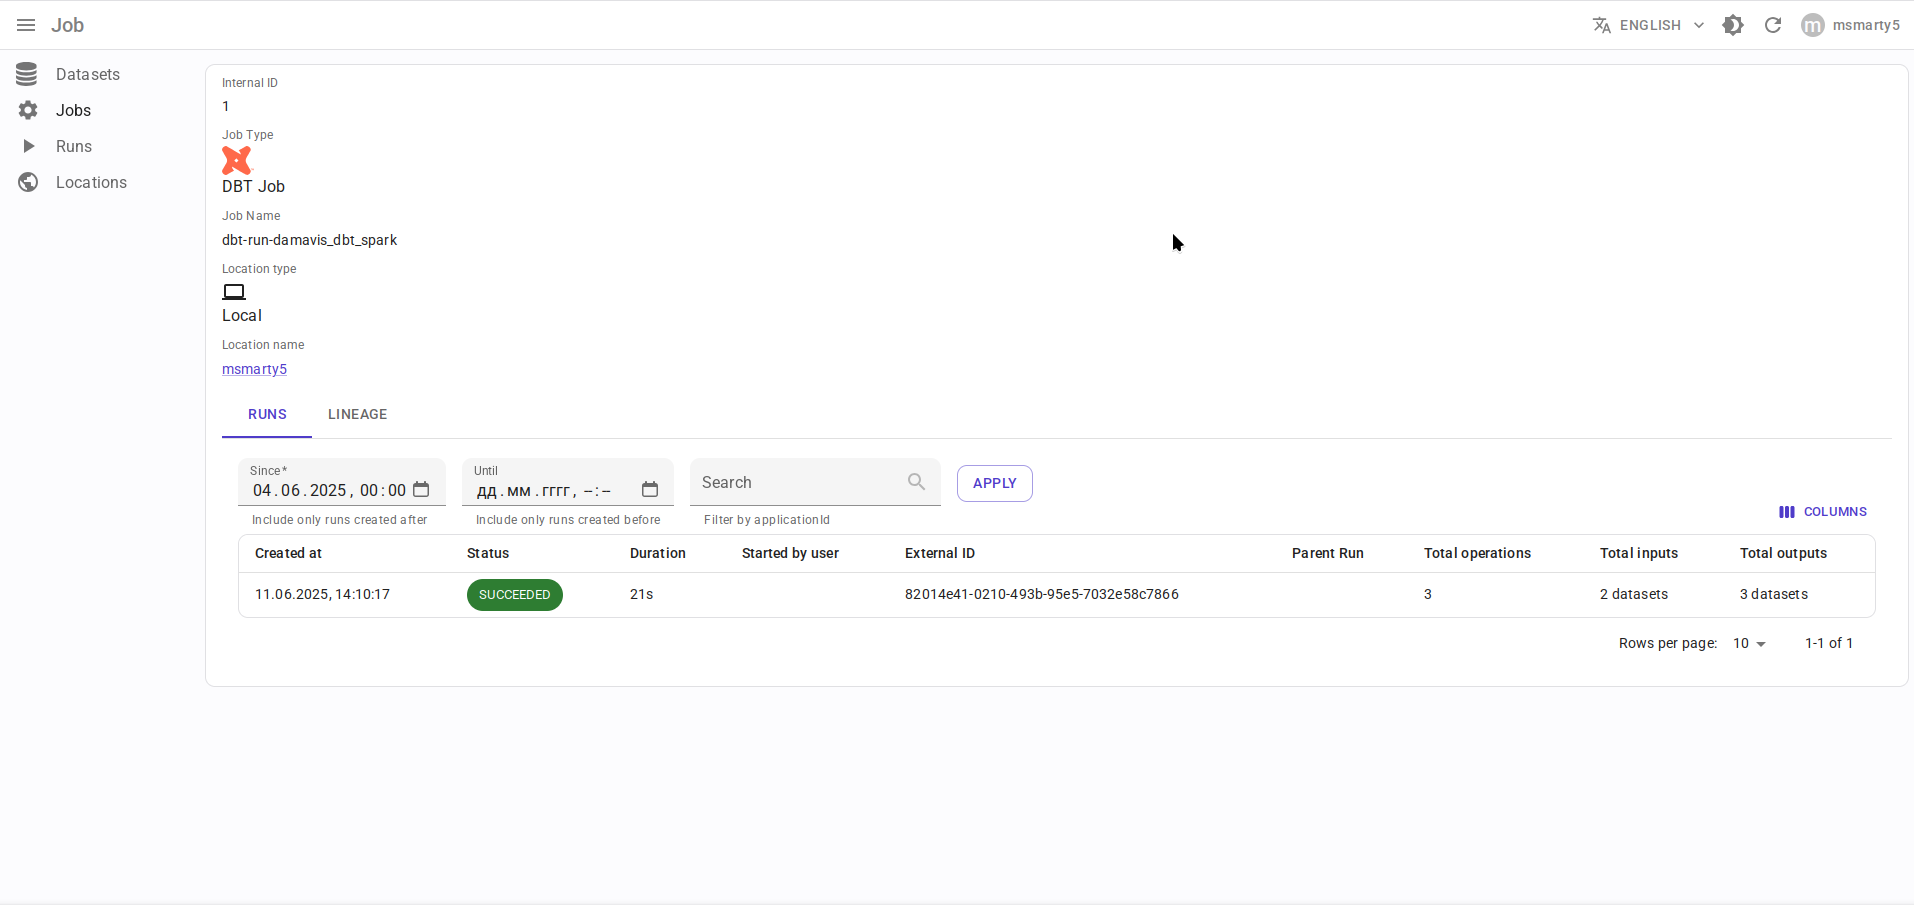 Job
ENGLISH
m
msmarty5
Datasets
Jobs
Runs
Locations
Internal ID
1
Job Type
DBT Job
Job Name
dbt-run-damavis_dbt_spark
Location type
Local
Location name
msmarty5
RUNS LINEAGE
Since*
04.06.2025, 00:00
Include only runs created after
Until
дд.мм.гггг, --:--
Include only runs created before
Search
Filter by applicationId
APPLY
COLUMNS
Created at Status Duration Started by user External ID Parent Run Total operations Total inputs Total outputs
11.06.2025, 14:10:17 SUCCEEDED 21s 82014e41-0210-493b-95e5-7032e58c7866 3 2 datasets 3 datasets
Rows per page: 10 1-1 of 1